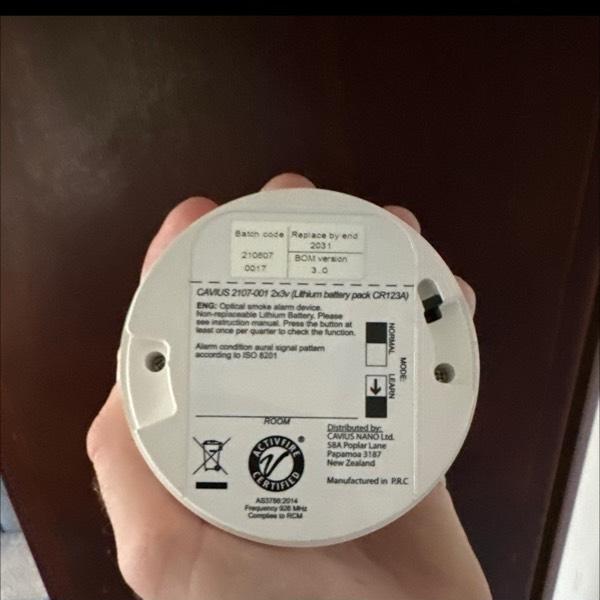 Batch code
210607
0017
Replace by end
2031
BOM version
3..0
CAVIUS 2107-001 2x3v (Lithium battery pack CR123A)
ENG: Optical smoke alarm device.
Non-replaceable Lithium Battery. Please
see instruction manual. Press the button at
least once per quarter to check the function.
Alarm condition aural signal pattern
according to ISO 8201
NORMAL
MODE:
LEARN
ROOM
ACTIVFIRE
®
CERTIFIED
Distributed by:
CAVIUS NANO Ltd.
58A Poplar Lane
Papamoa 3187
New Zealand
Manufactured in P.R.C
AS3786:2014
Frequency 926 MHz
Complies to RCM